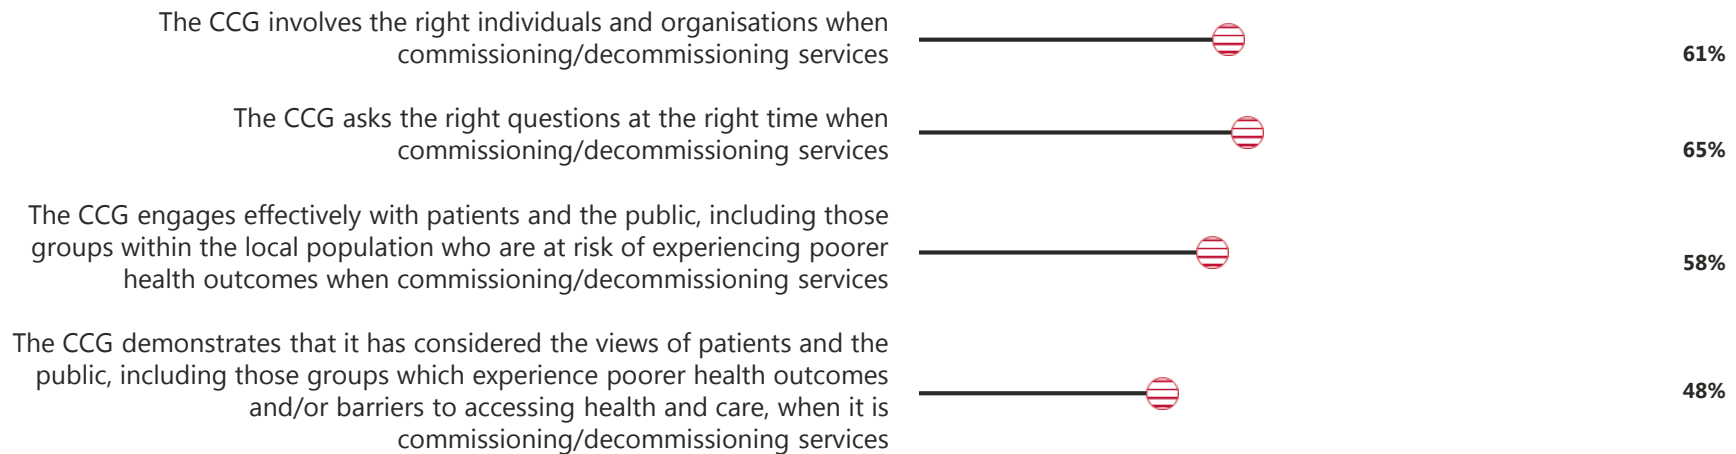 The CCG involves the right individuals and organisations when
commissioning/decommissioning services
61%
The CCG asks the right questions at the right time when
commissioning/decommissioning services
65%
The CCG engages effectively with patients and the public, including those
groups within the local population who are at risk of experiencing poorer
health outcomes when commissioning/decommissioning services
58%
The CCG demonstrates that it has considered the views of patients and the
public, including those groups which experience poorer health outcomes
and/or barriers to accessing health and care, when it is
commissioning/decommissioning services
48%